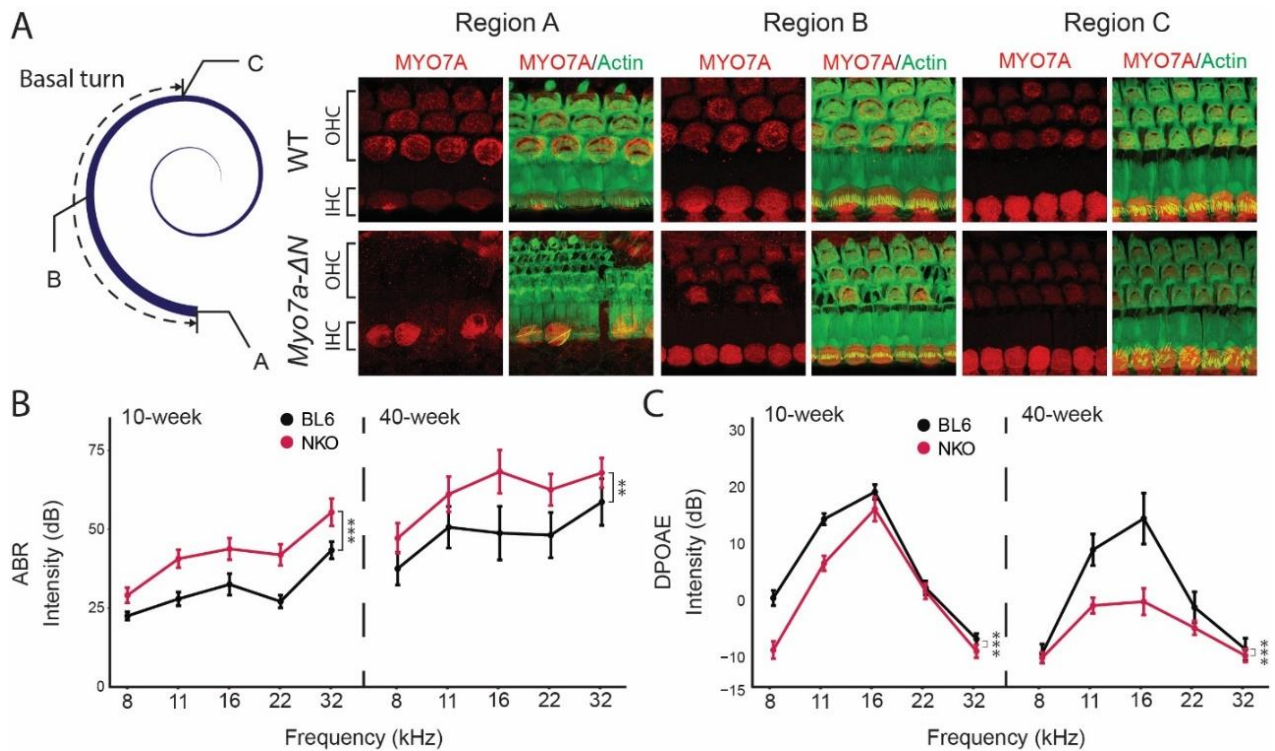 A
Region A
Region B
Region C
MYO7A
MYO7A/Actin
MYO7A
MYO7A/Actin
MYO7A
MYO7A/Actin
Basal turn
C
B
A
WT
OHC
IHC
Myo7a-ΔN
OHC
IHC
B
10-week
BL6
NKO
40-week
ABR
Intensity (dB)
75
50
25
0
***
**
8 11 16 22 32
8 11 16 22 32
Frequency (kHz)
C
10-week
BL6
NKO
40-week
DPOAE
Intensity (dB)
30
20
10
0
−10
−15
***
***
8 11 16 22 32
8 11 16 22 32
Frequency (kHz)